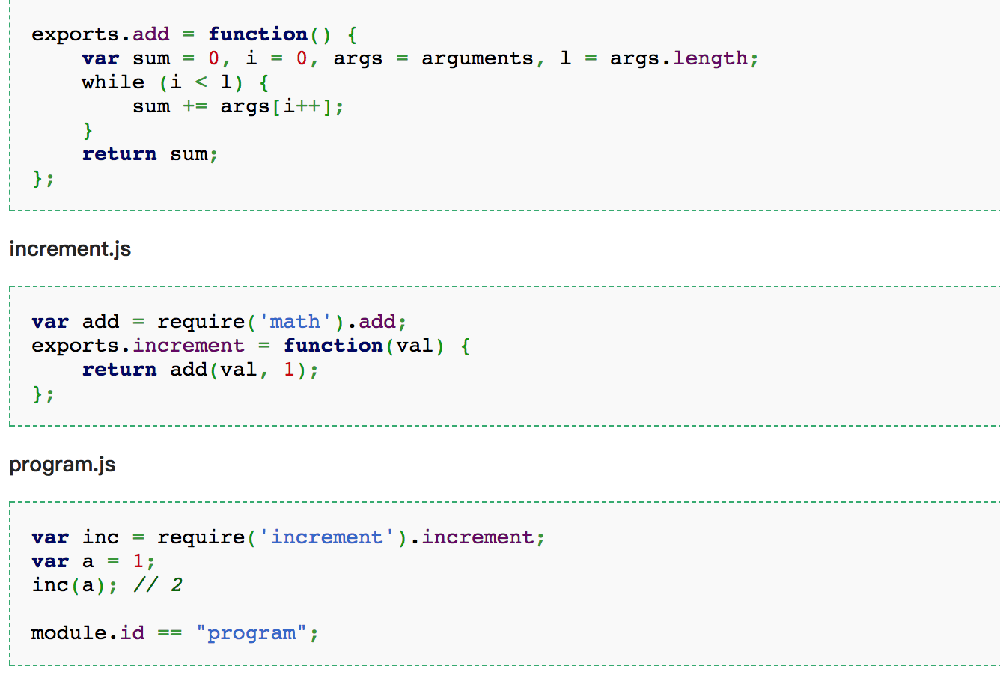 exports.add = function() {
    var sum = 0, i = 0, args = arguments, l = args.length;
    while (i < l) {
        sum += args[i++];
    }
    return sum;
};
increment.js
var add = require('math').add;
exports.increment = function(val) {
    return add(val, 1);
};
program.js
var inc = require('increment').increment;
var a = 1;
inc(a); // 2
module.id == "program";